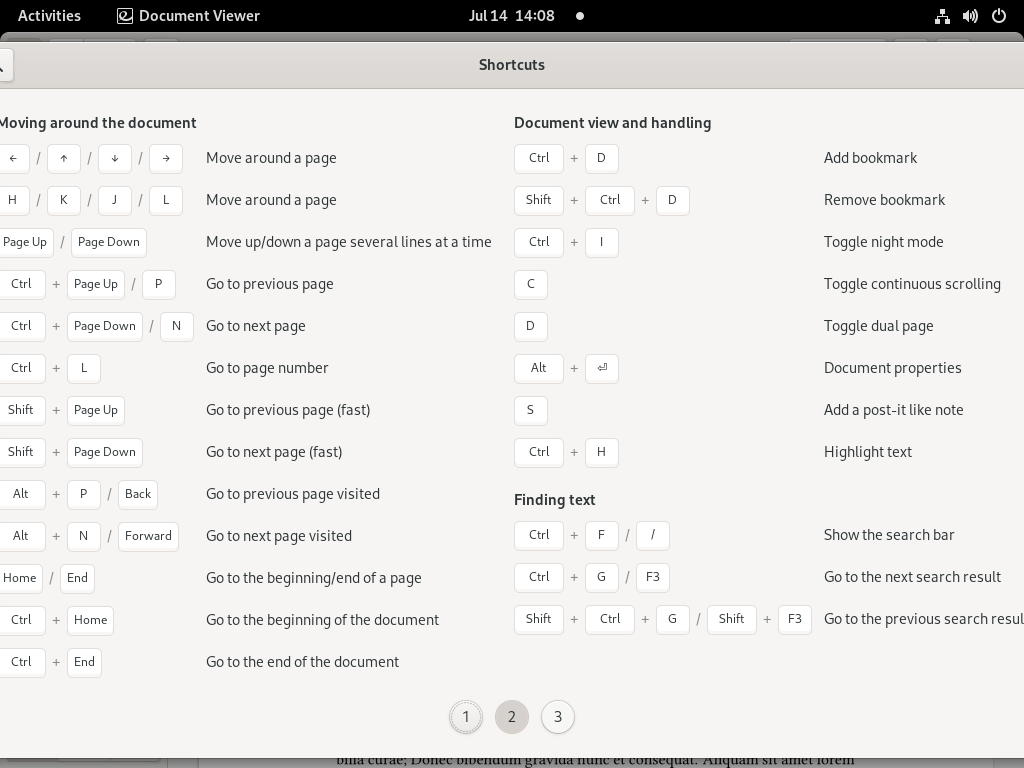 Activities
Document Viewer
Jul 14 14:08
Shortcuts
Moving around the document
← / ↑ / ↓ / → Move around a page
H / K / J / L Move around a page
Page Up / Page Down Move up/down a page several lines at a time
Ctrl + Page Up / P Go to previous page
Ctrl + Page Down / N Go to next page
Ctrl + L Go to page number
Shift + Page Up Go to previous page (fast)
Shift + Page Down Go to next page (fast)
Alt + P / Back Go to previous page visited
Alt + N / Forward Go to next page visited
Home / End Go to the beginning/end of a page
Ctrl + Home Go to the beginning of the document
Ctrl + End Go to the end of the document
Document view and handling
Ctrl + D Add bookmark
Shift + Ctrl + D Remove bookmark
Ctrl + I Toggle night mode
C Toggle continuous scrolling
D Toggle dual page
Alt + ⏎ Document properties
S Add a post-it like note
Ctrl + H Highlight text
Finding text
Ctrl + F / / Show the search bar
Ctrl + G / F3 Go to the next search result
Shift + Ctrl + G / Shift + F3 Go to the previous search resul
1 2 3
bilia curae; Donec bibendum gravida nunc et consequat. Aliquam sit amet lorem